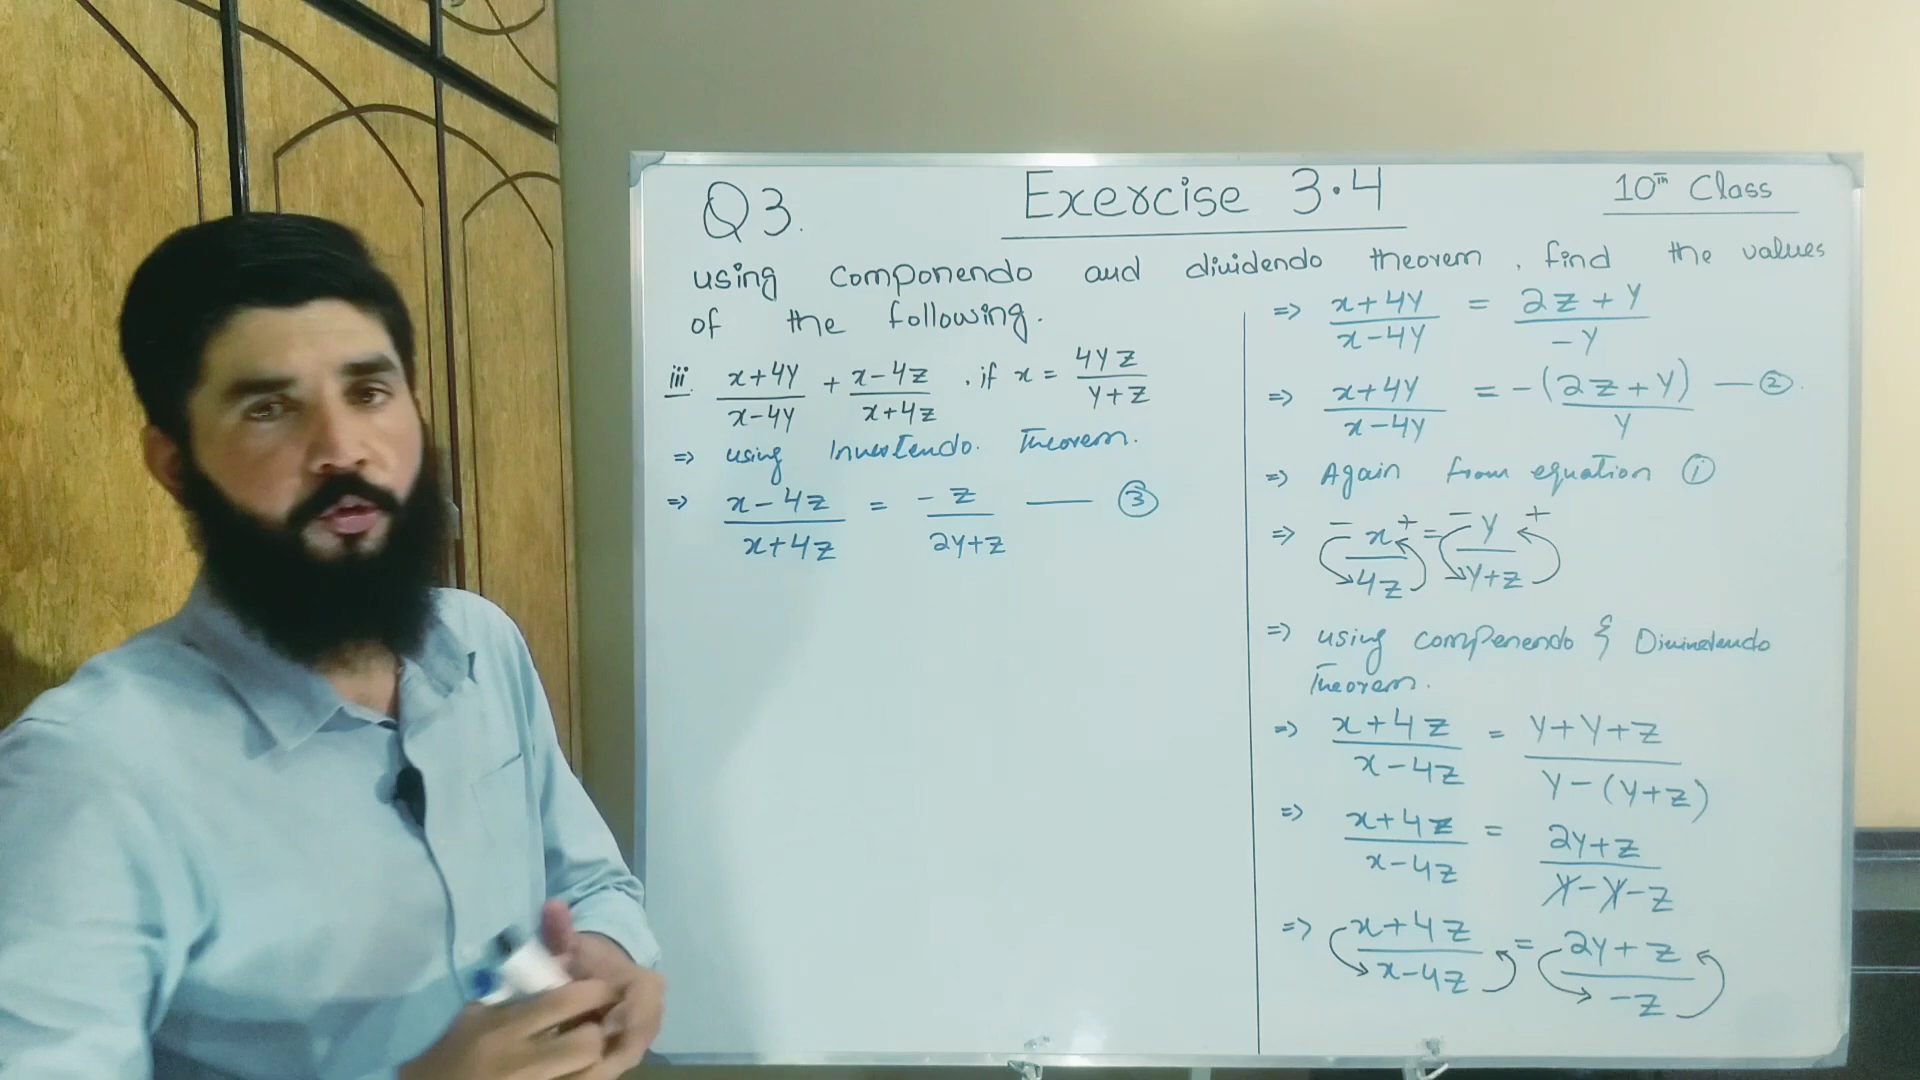 Q3.
Exercise 3.4
10th Class
using componendo and dividendo theorem, find the values
of the following.
iii. (x+4y)/(x-4y) + (x-4z)/(x+4z), if x = 4yz/(y+z)
=> using Invertendo. Theorem.
=> (x-4z)/(x+4z) = -z/(2y+z) —— ③
=> (x+4y)/(x-4y) = (2z+y)/(-y)
=> (x+4y)/(x-4y) = -(2z+y)/y —— ②.
=> Again from equation ①
=> - x/4z + = - y/(y+z) +
=> using compenendo &
Theorem.
=> (x+4z)/(x-4z) = (y+y+z)/(y-(y+z))
=> (x+4z)/(x-4z) = (2y+z)/(y-y-z)
=> (x+4z)/(x-4z) = (2y+z)/(-z)